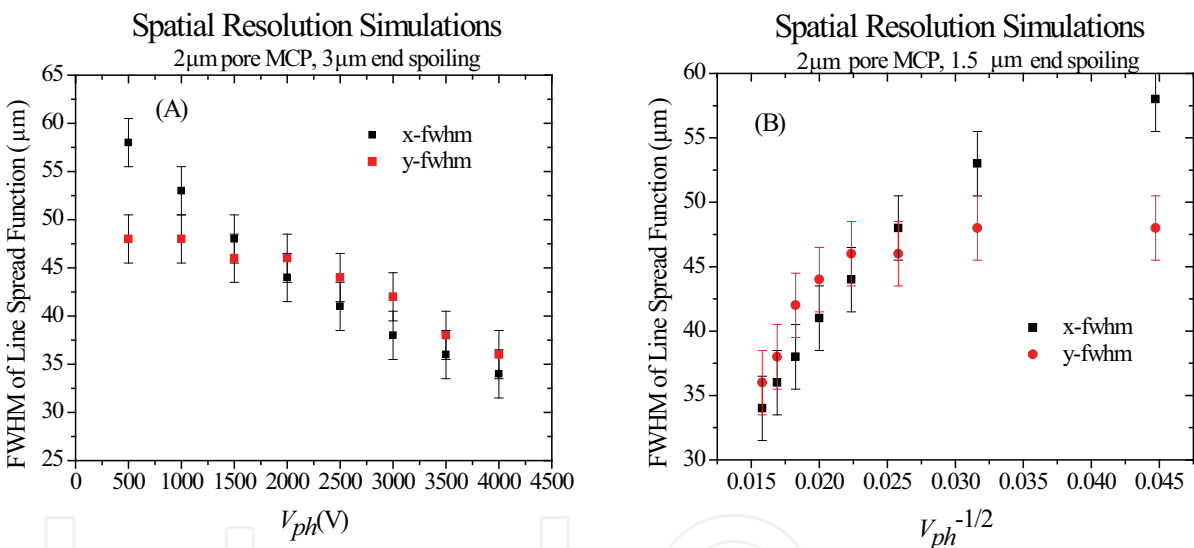 Spatial Resolution Simulations
2μm pore MCP, 3μm end spoiling
(A)
x-fwhm
y-fwhm
FWHM of Line Spread Function (μm)
65
60
55
50
45
40
35
30
25
0 500 1000 1500 2000 2500 3000 3500 4000 4500
Vph(V)
Spatial Resolution Simulations
2μm pore MCP, 1.5 μm end spoiling
(B)
x-fwhm
y-fwhm
FWHM of Line Spread Function (μm)
60
55
50
45
40
35
30
0.015 0.020 0.025 0.030 0.035 0.040 0.045
Vph-1/2